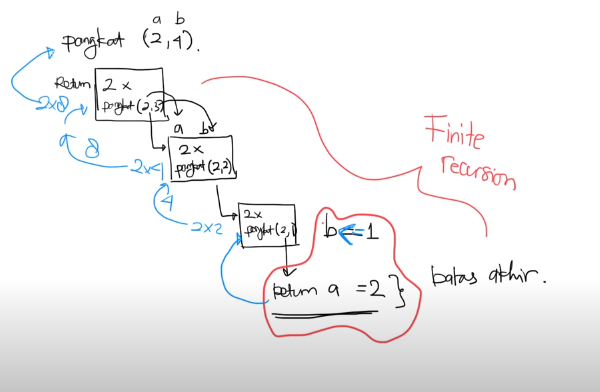 a b
pangkat (2,4).
Return
2 x
pangkat (2,3)
2x8
a b
8
2 x
pangkat (2,2)
2x4
4
2x
pangkat (2,1)
2x2
Finite
recursion
b == 1
return a = 2 }
batas akhir.